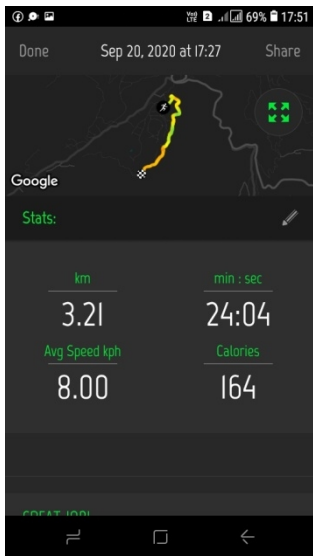 Vo) LTE 2 69% 17:51
Done Sep 20, 2020 at 17:27 Share
Google
Stats:
km min : sec
3.21 24:04
Avg Speed kph Calories
8.00 164